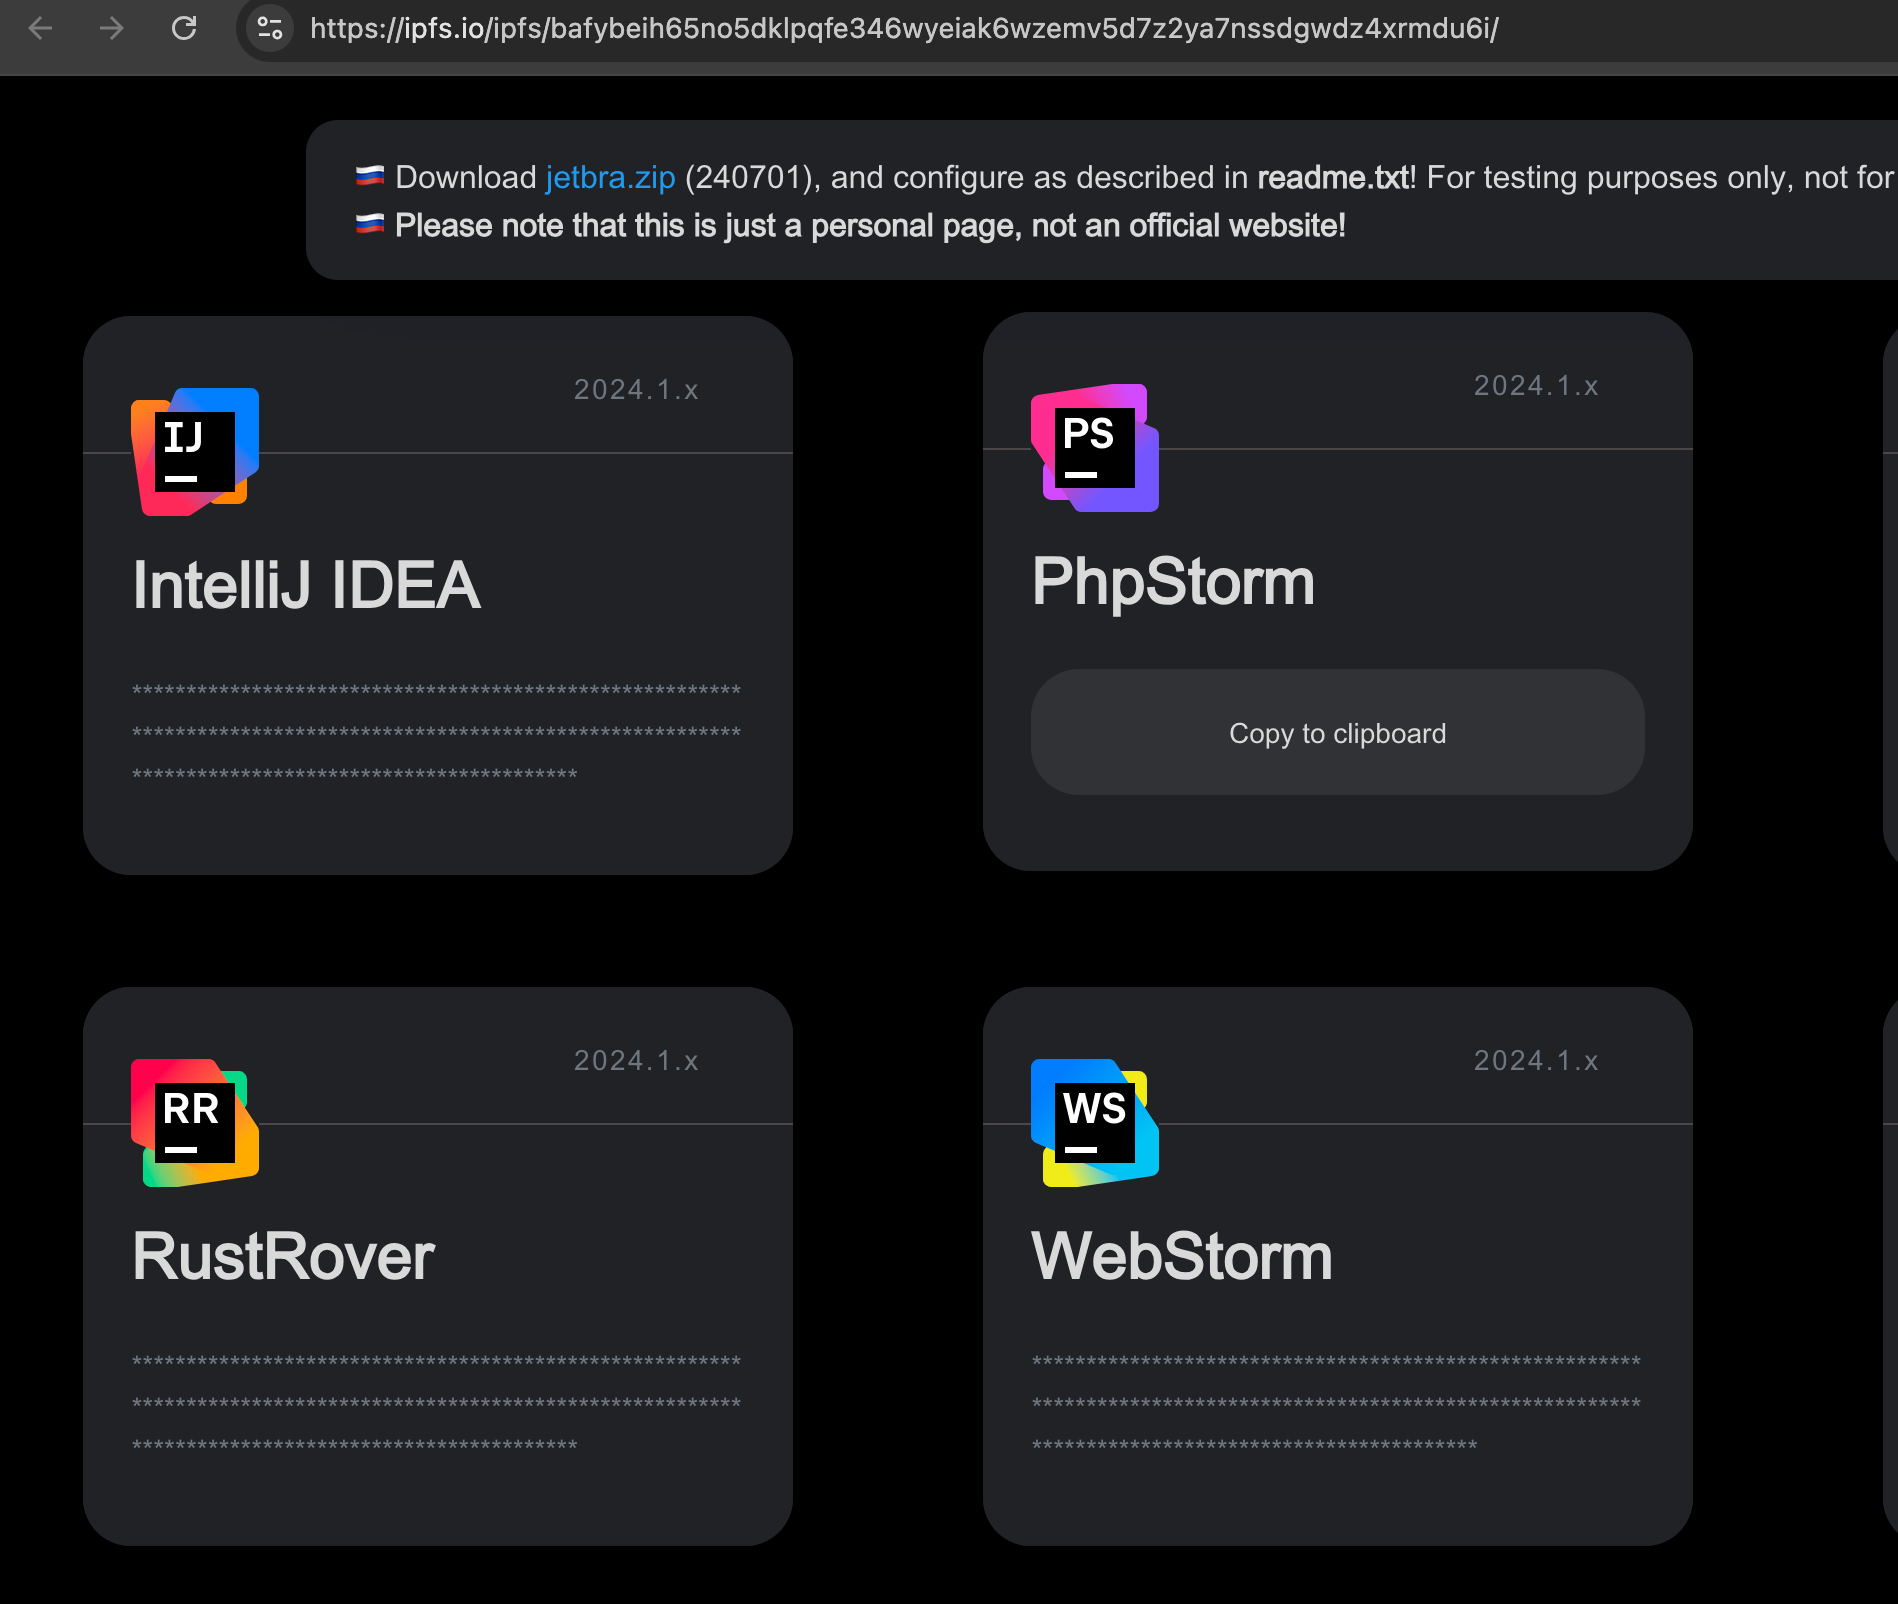 https://ipfs.io/ipfs/bafybeih65no5dklpqfe346wyeiak6wzemv5d7z2ya7nssdgwdz4xrmdu6i/
Download jetbra.zip (240701), and configure as described in readme.txt! For testing purposes only, not for
Please note that this is just a personal page, not an official website!
2024.1.x
IJ
IntelliJ IDEA
*********************************************************
*********************************************************
*****************************************
2024.1.x
PS
PhpStorm
Copy to clipboard
2024.1.x
RR
RustRover
*********************************************************
*********************************************************
*****************************************
2024.1.x
WS
WebStorm
*********************************************************
*********************************************************
*****************************************